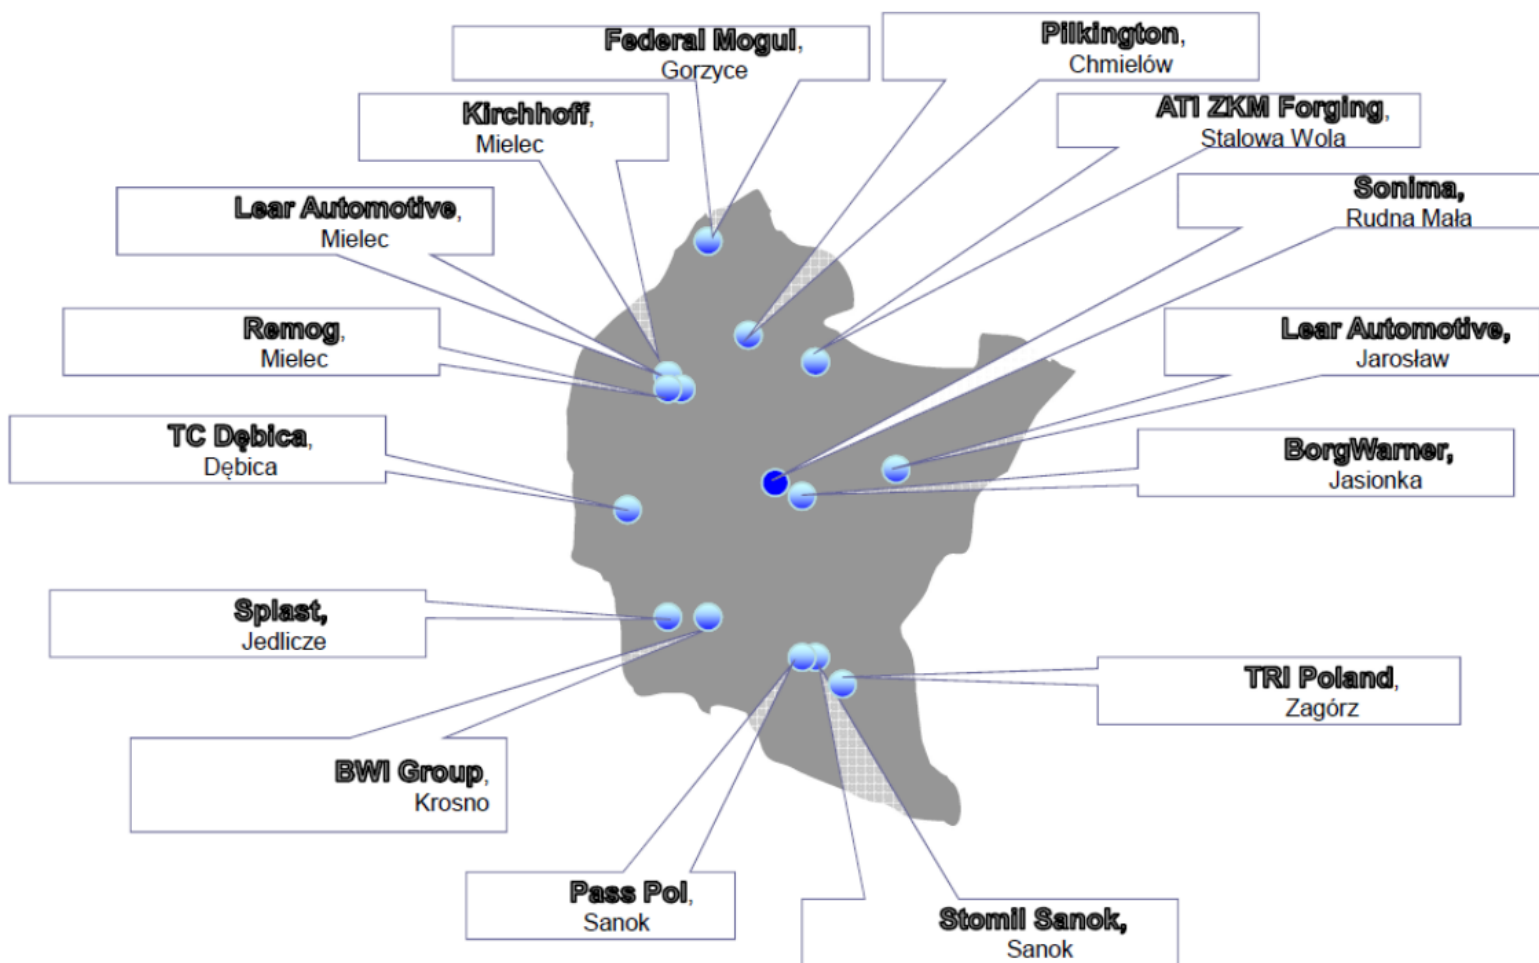 Federal Mogul,
Gorzyce
Pilkington,
Chmielów
Kirchhoff,
Mielec
ATI ZKM Forging,
Stalowa Wola
Lear Automotive,
Mielec
Sonima,
Rudna Mała
Remog,
Mielec
Lear Automotive,
Jarosław
TC Dębica,
Dębica
BorgWarner,
Jasionka
Splast,
Jedlicze
TRI Poland,
Zagórz
BWI Group,
Krosno
Pass Pol,
Sanok
Stomil Sanok,
Sanok